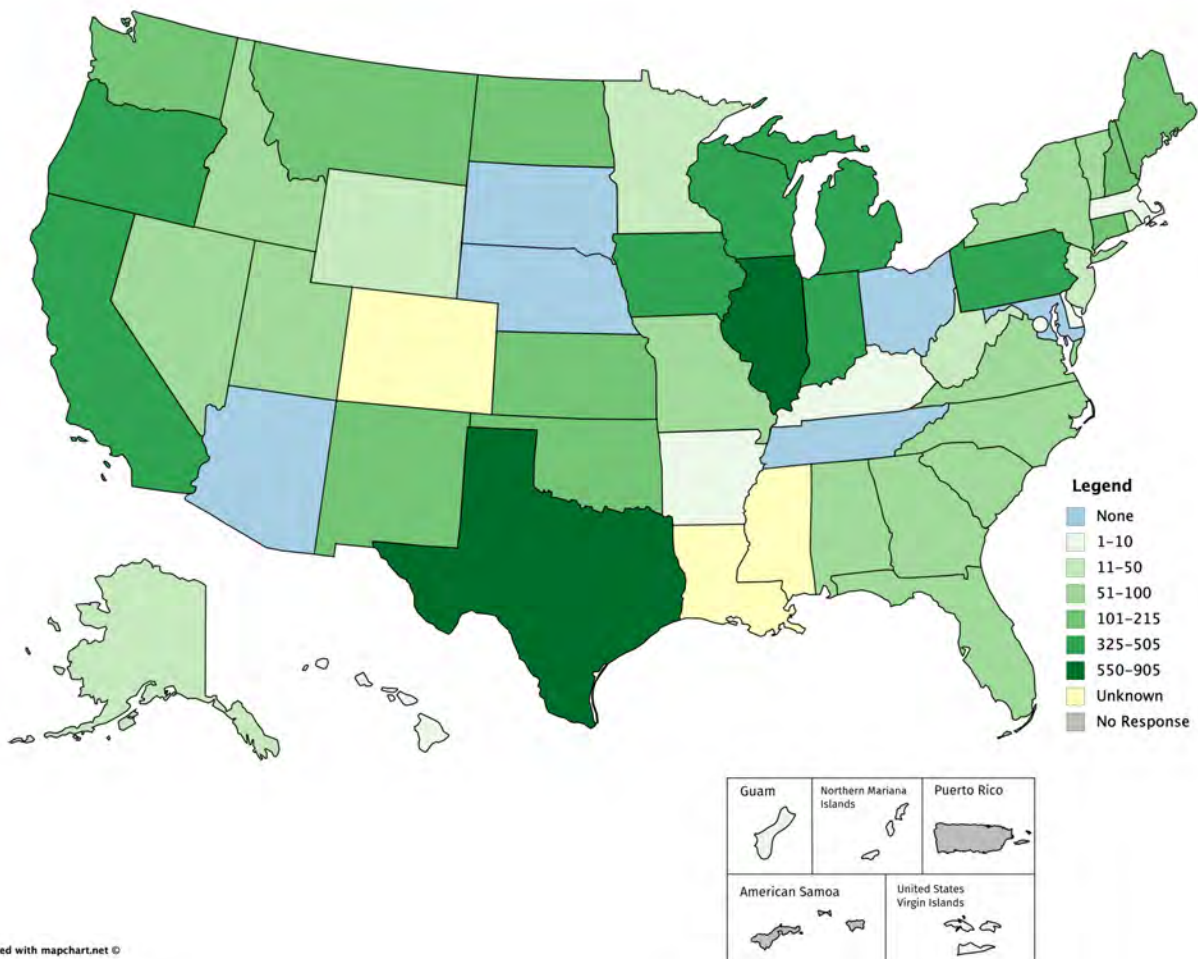 Legend
None
1-10
11-50
51-100
101-215
325-505
550-905
Unknown
No Response
Guam
Northern Mariana
Islands
Puerto Rico
American Samoa
United States
Virgin Islands
ed with mapchart.net ©